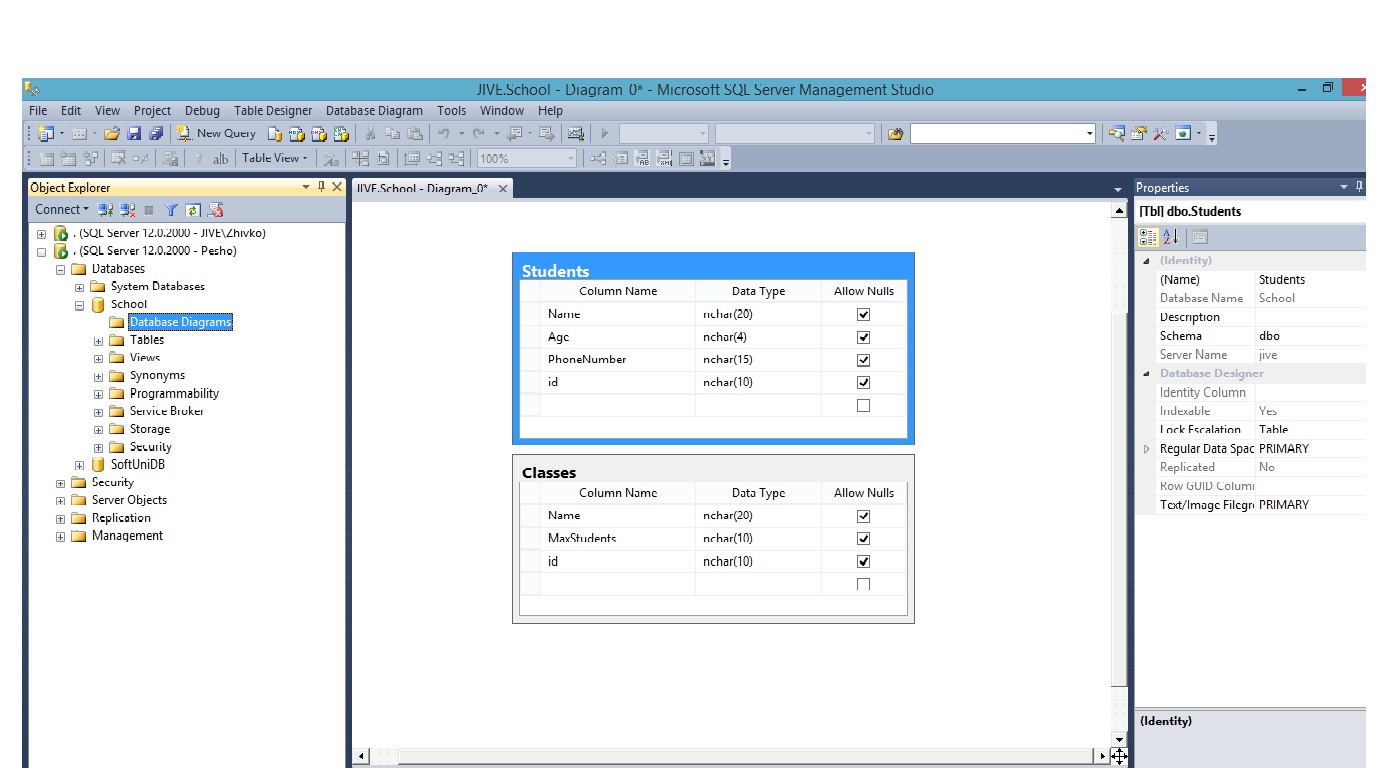 JIVE.School - Diagram_0* - Microsoft SQL Server Management Studio
File Edit View Project Debug Table Designer Database Diagram Tools Window Help
New Query
ab| Table View 100%
Object Explorer
Connect
. (SQL Server 12.0.2000 - JIVE\Zhivko)
. (SQL Server 12.0.2000 - Pesho)
Databases
System Databases
School
Database Diagrams
Tables
Views
Synonyms
Programmability
Service Broker
Storage
Security
SoftUniDB
Security
Server Objects
Replication
Management
JIVE.School - Diagram_0*
Students
Column Name Data Type Allow Nulls
Name nchar(20)
Age nchar(4)
PhoneNumber nchar(15)
id nchar(10)
Classes
Column Name Data Type Allow Nulls
Name nchar(20)
MaxStudents nchar(10)
id nchar(10)
Properties
[Tbl] dbo.Students
(Identity)
(Name) Students
Database Name School
Description
Schema dbo
Server Name jive
Database Designer
Identity Column
Indexable Yes
Lock Escalation Table
Regular Data Spac PRIMARY
Replicated No
Row GUID Colum
Text/Image Filegr PRIMARY
(Identity)